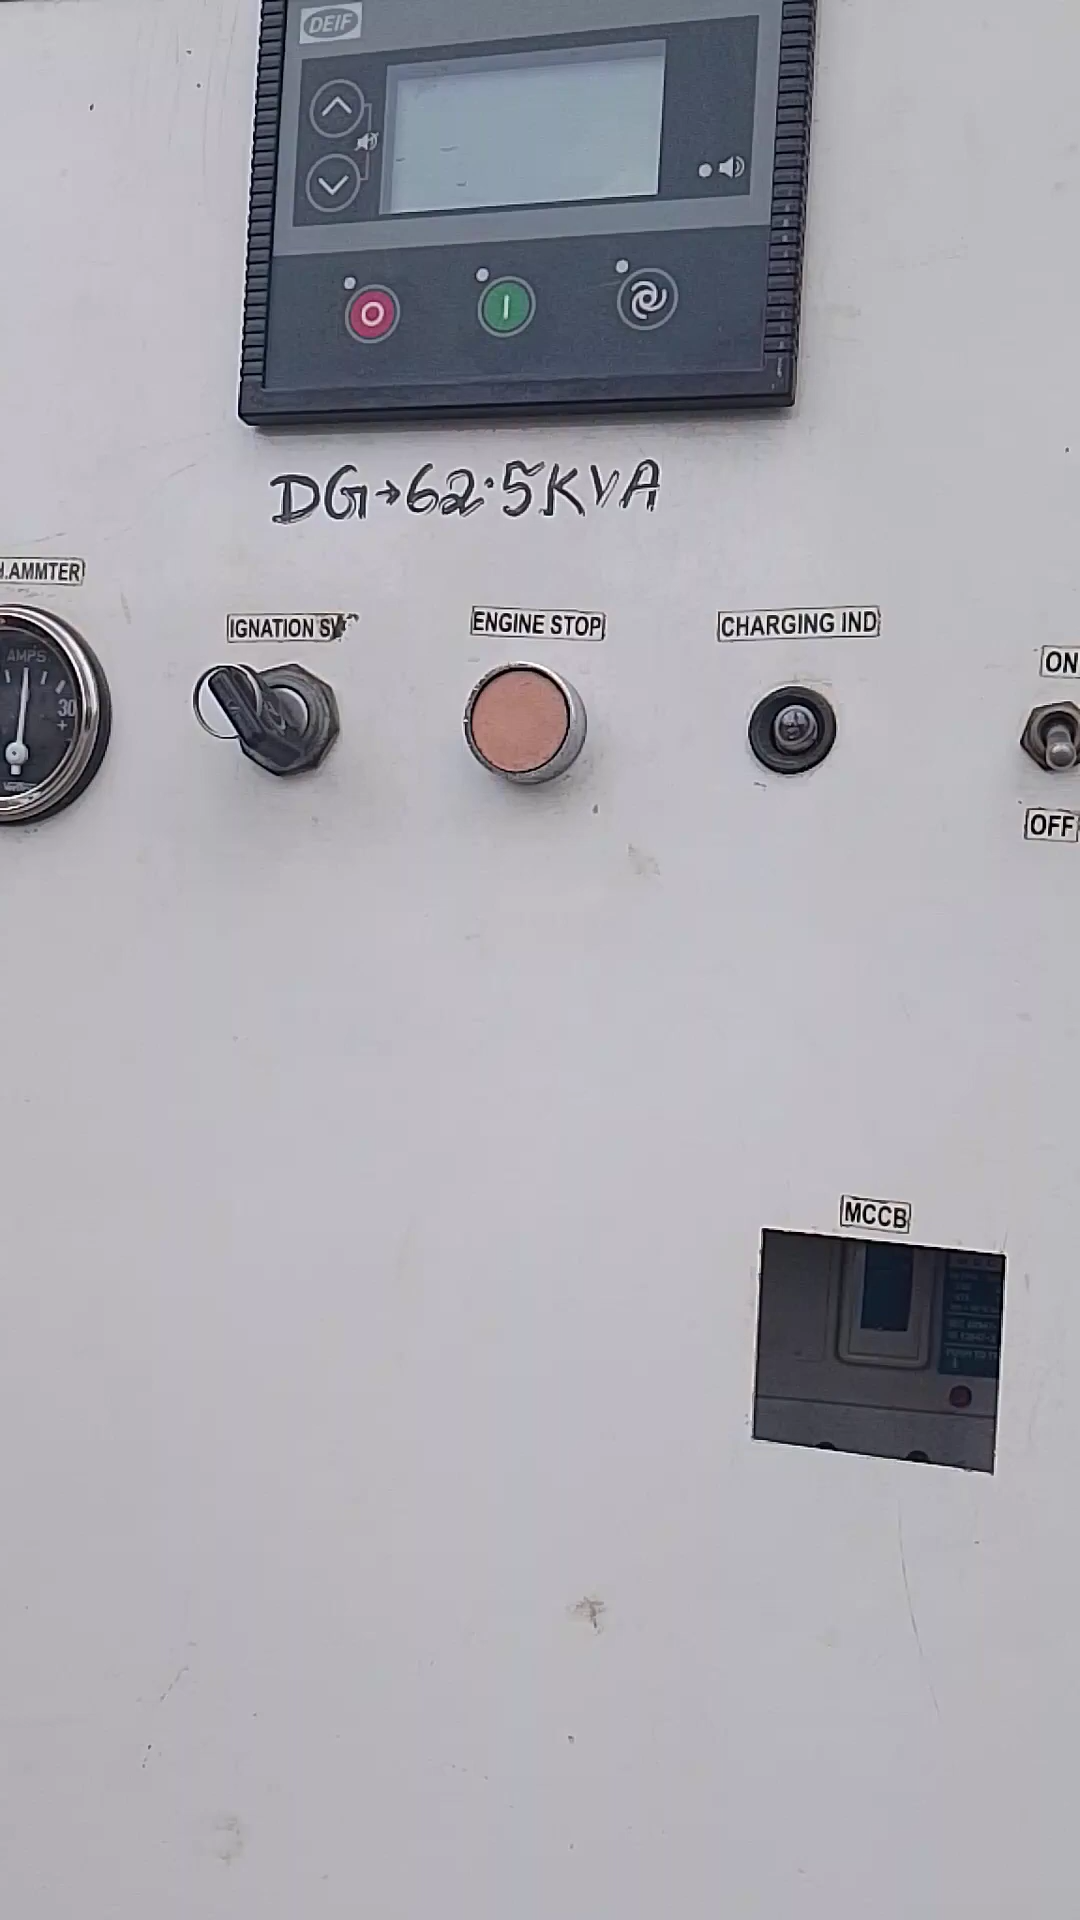 DEIF
DG→62.5KVA
.AMMTER
IGNATION
ENGINE STOP
CHARGING IND
ON
AMPS
30
+
OFF
MCCB